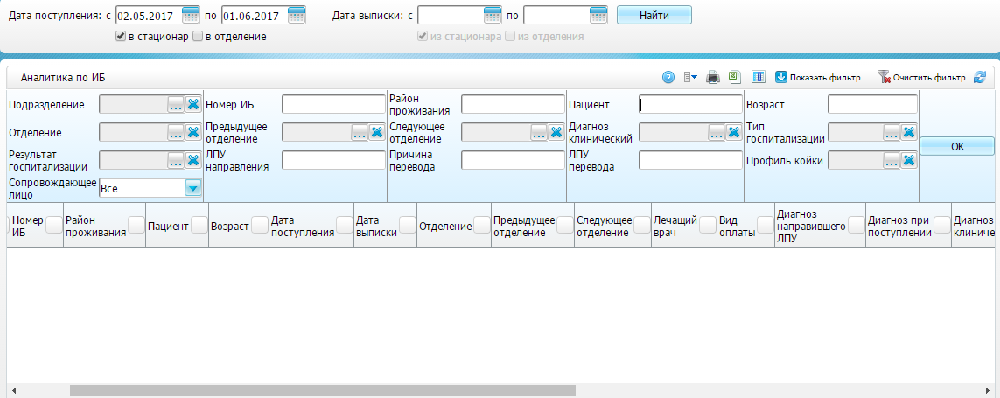 Дата поступления: с 02.05.2017 по 01.06.2017 Дата выписки: с по Найти
в стационар в отделение из стационара из отделения
Аналитика по ИБ Показать фильтр Очистить фильтр
Подразделение ... Номер ИБ Район проживания Пациент Возраст
Отделение ... Предыдущее отделение ... Следующее отделение ... Диагноз клинический ... Тип госпитализации ... OK
Результат госпитализации ... ЛПУ направления Причина перевода ЛПУ перевода Профиль койки ...
Сопровождающее лицо Все
Номер ИБ Район проживания Пациент Возраст Дата поступления Дата выписки Отделение Предыдущее отделение Следующее отделение Лечащий врач Вид оплаты Диагноз направившего ЛПУ Диагноз при поступлении Диагноз клиниче